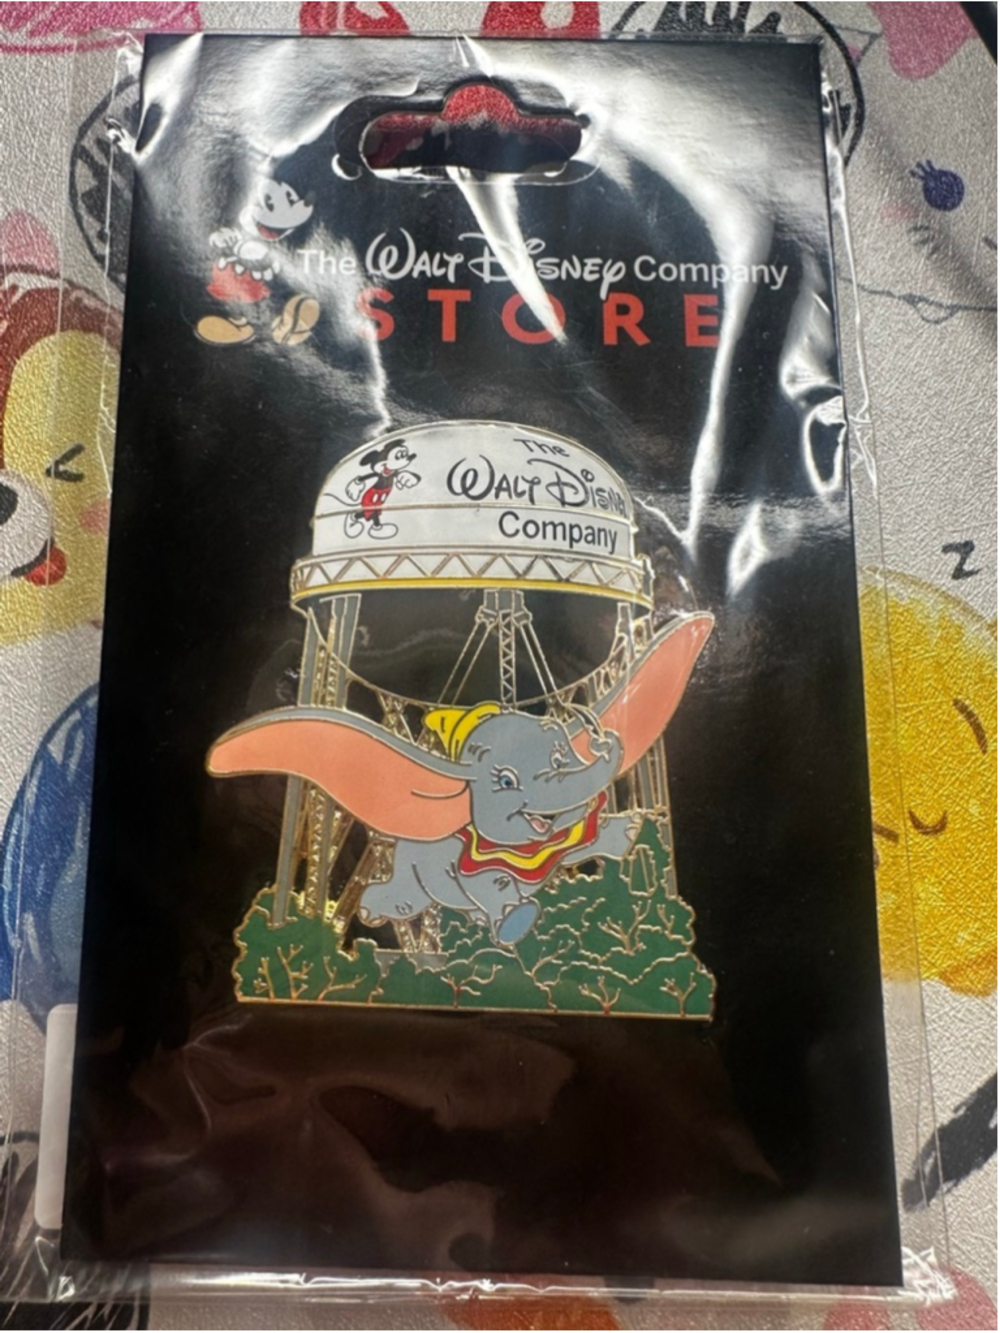 The WALT DISNEY Company
STORE
The
WALT DISNEY
Company
Z